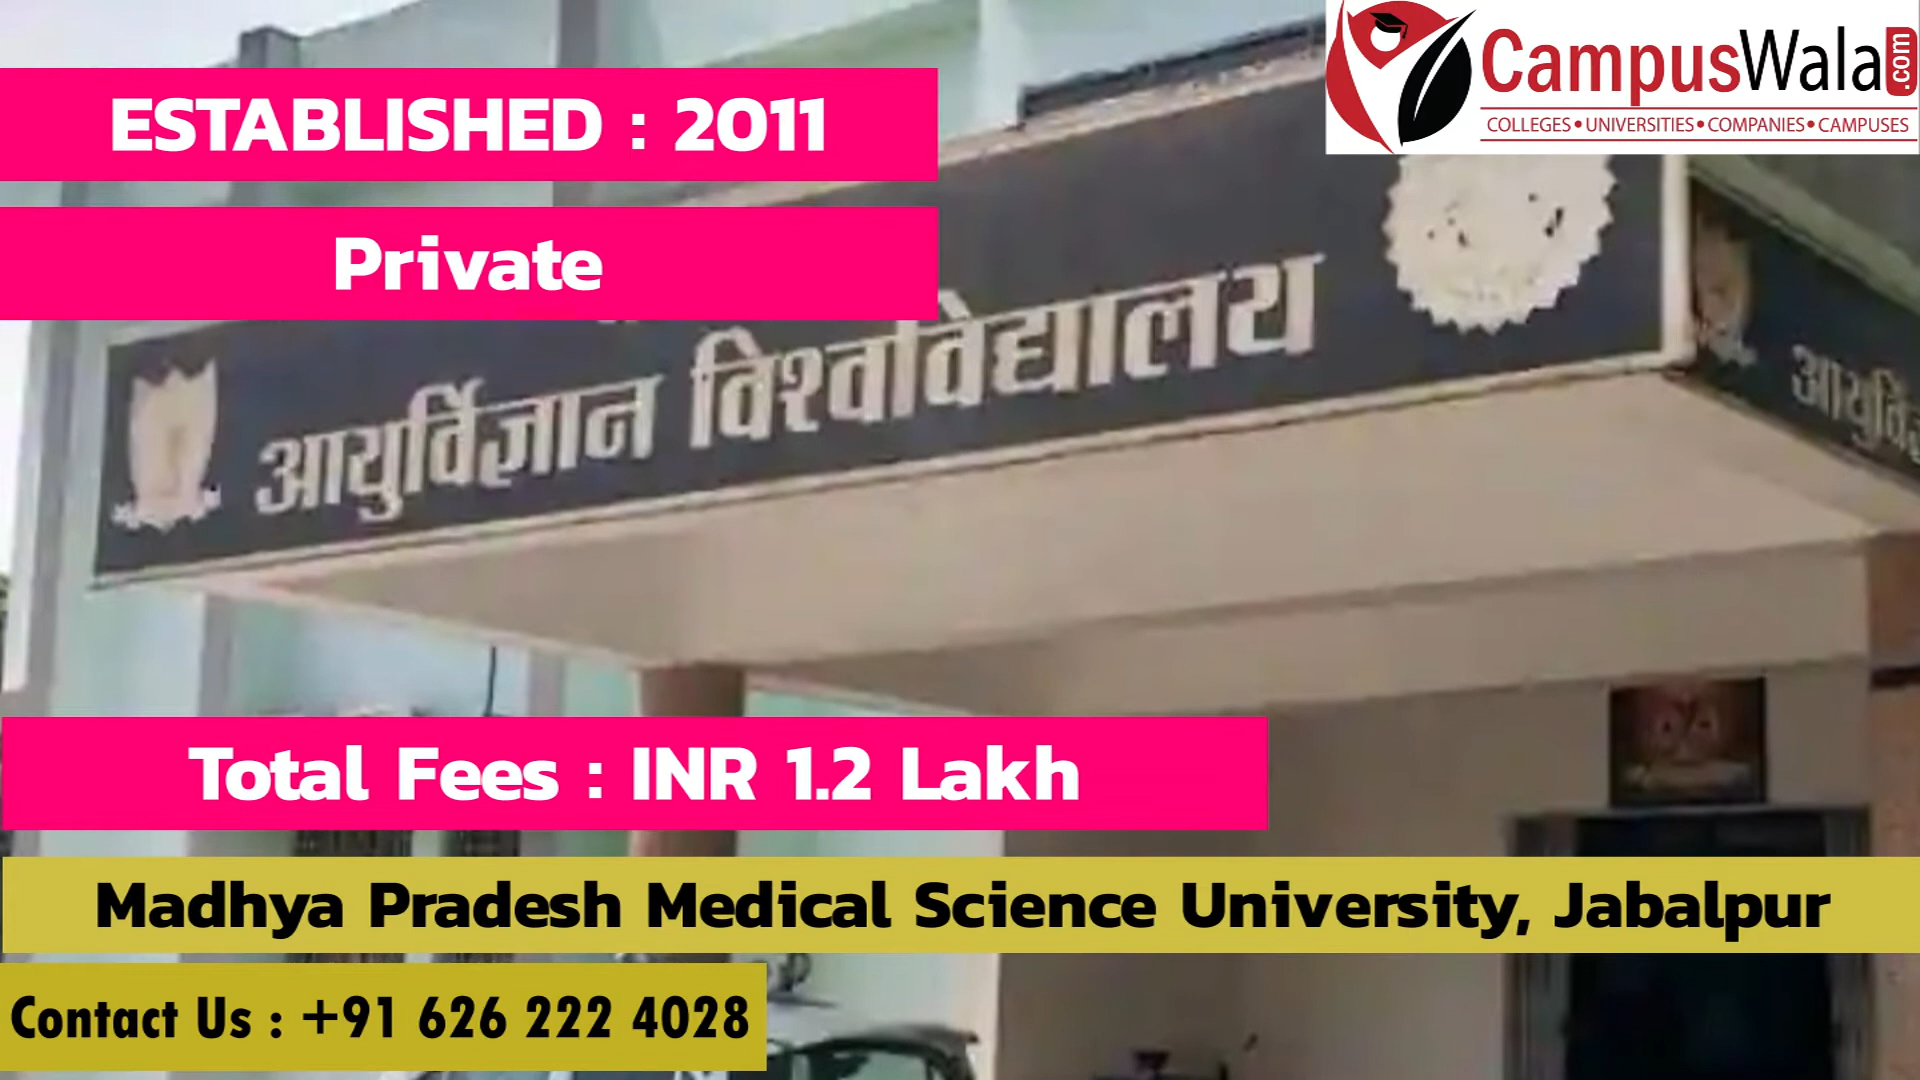 CampusWala.com
COLLEGES • UNIVERSITIES • COMPANIES • CAMPUSES
ESTABLISHED : 2011
Private
आयुर्विज्ञान विश्वविद्यालय
Total Fees : INR 1.2 Lakh
Madhya Pradesh Medical Science University, Jabalpur
Contact Us : +91 626 222 4028